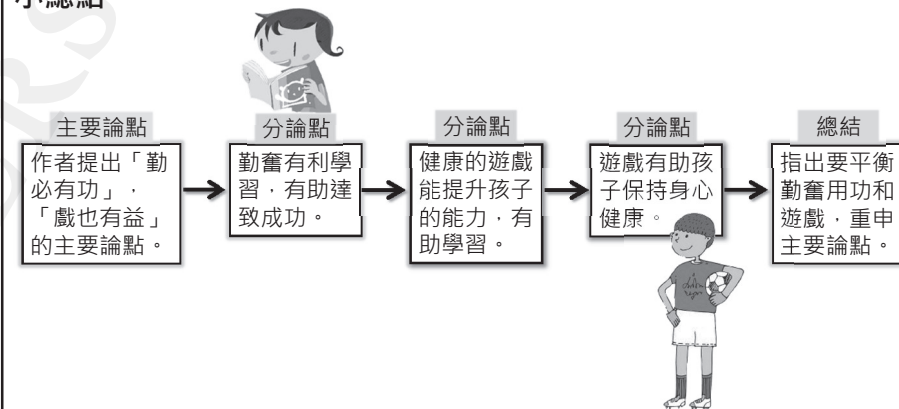 小總結
主要論點
作者提出「勤
必有功」，
「戲也有益」
的主要論點。
分論點
勤奮有利學
習，有助達
致成功。
分論點
健康的遊戲
能提升孩子
的能力，有
助學習。
分論點
遊戲有助孩
子保持身心
健康。
總結
指出要平衡
勤奮用功和
遊戲，重申
主要論點。